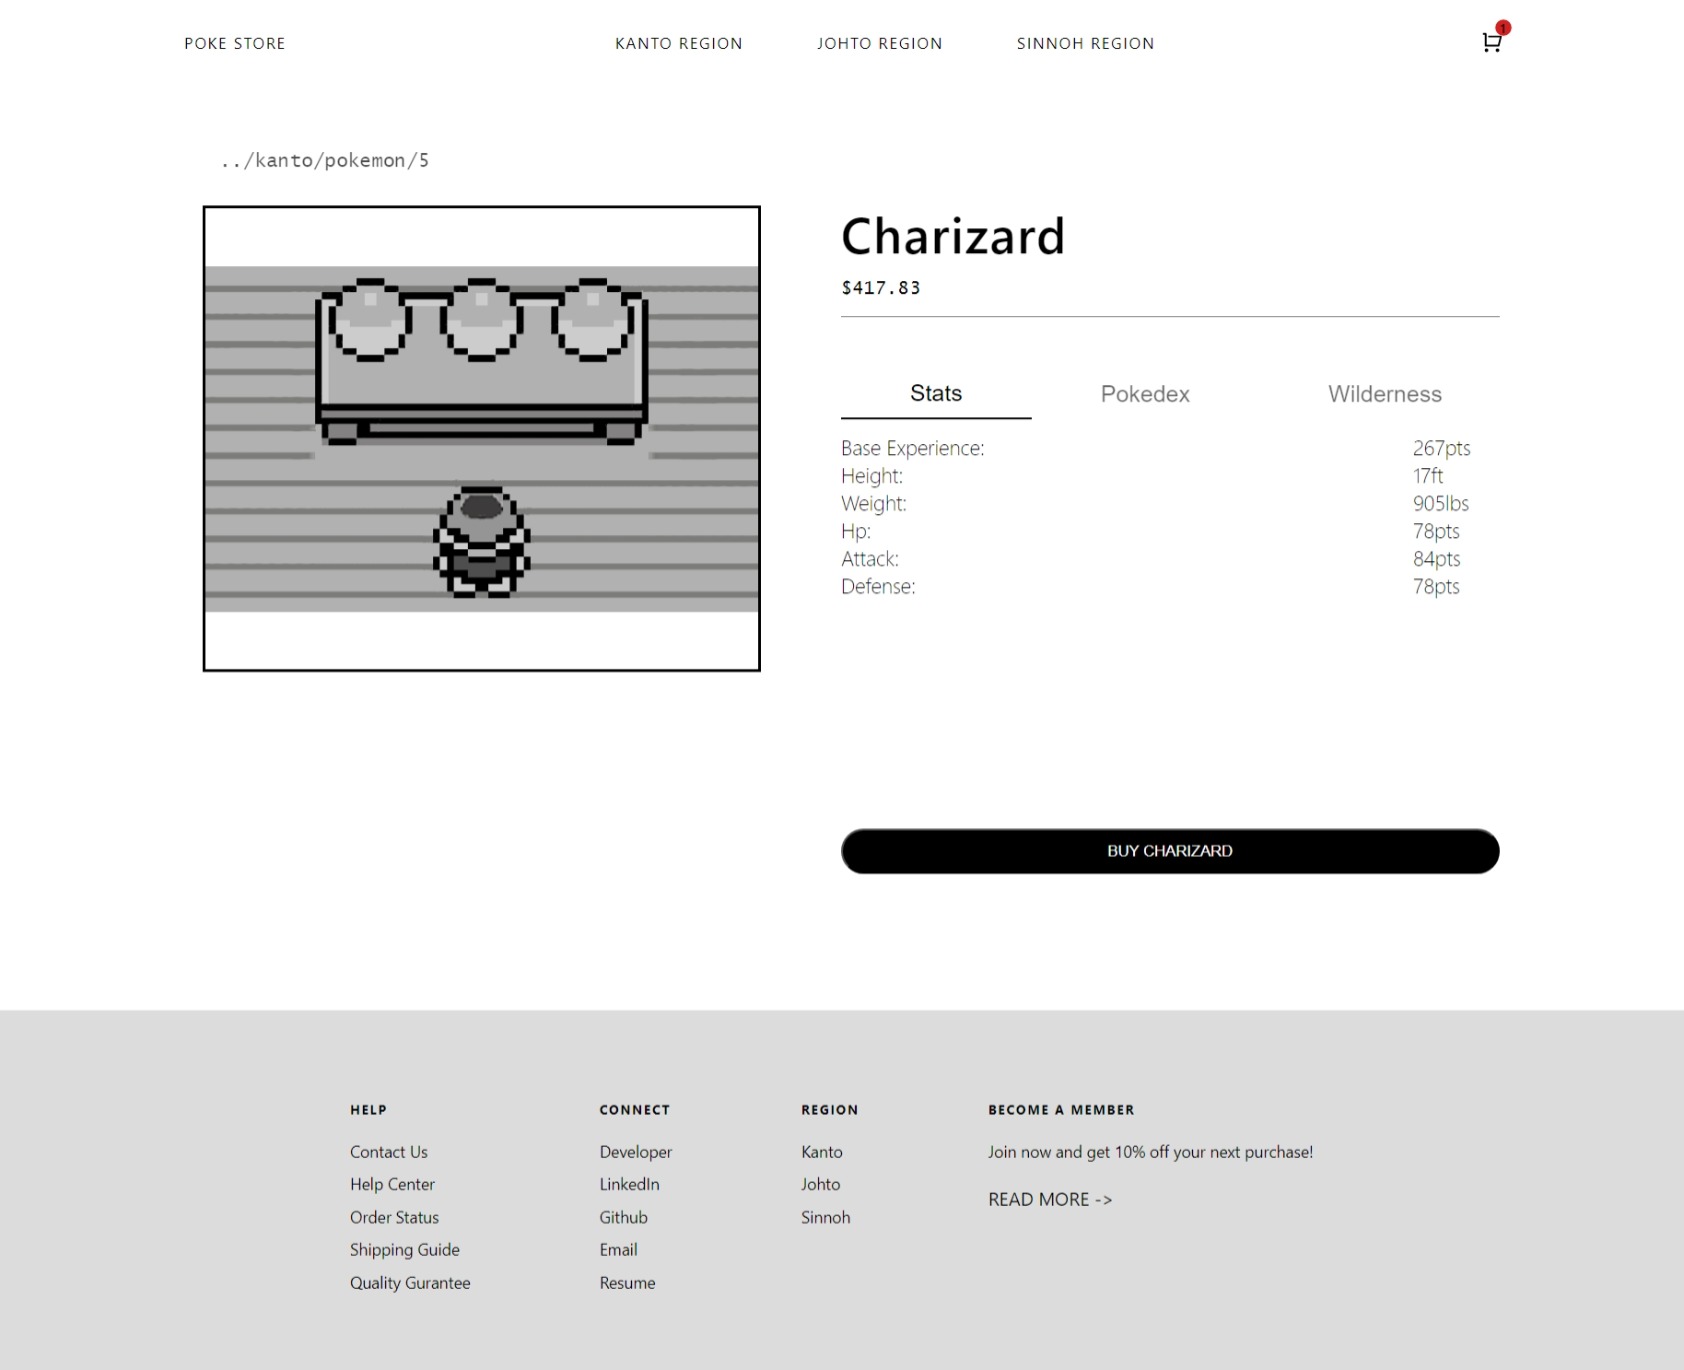 POKE STORE
KANTO REGION
JOHTO REGION
SINNOH REGION
1
../kanto/pokemon/5
Charizard
$417.83
Stats
Pokedex
Wilderness
Base Experience: 267pts
Height: 17ft
Weight: 905lbs
Hp: 78pts
Attack: 84pts
Defense: 78pts
BUY CHARIZARD
HELP
Contact Us
Help Center
Order Status
Shipping Guide
Quality Gurantee
CONNECT
Developer
LinkedIn
Github
Email
Resume
REGION
Kanto
Johto
Sinnoh
BECOME A MEMBER
Join now and get 10% off your next purchase!
READ MORE ->